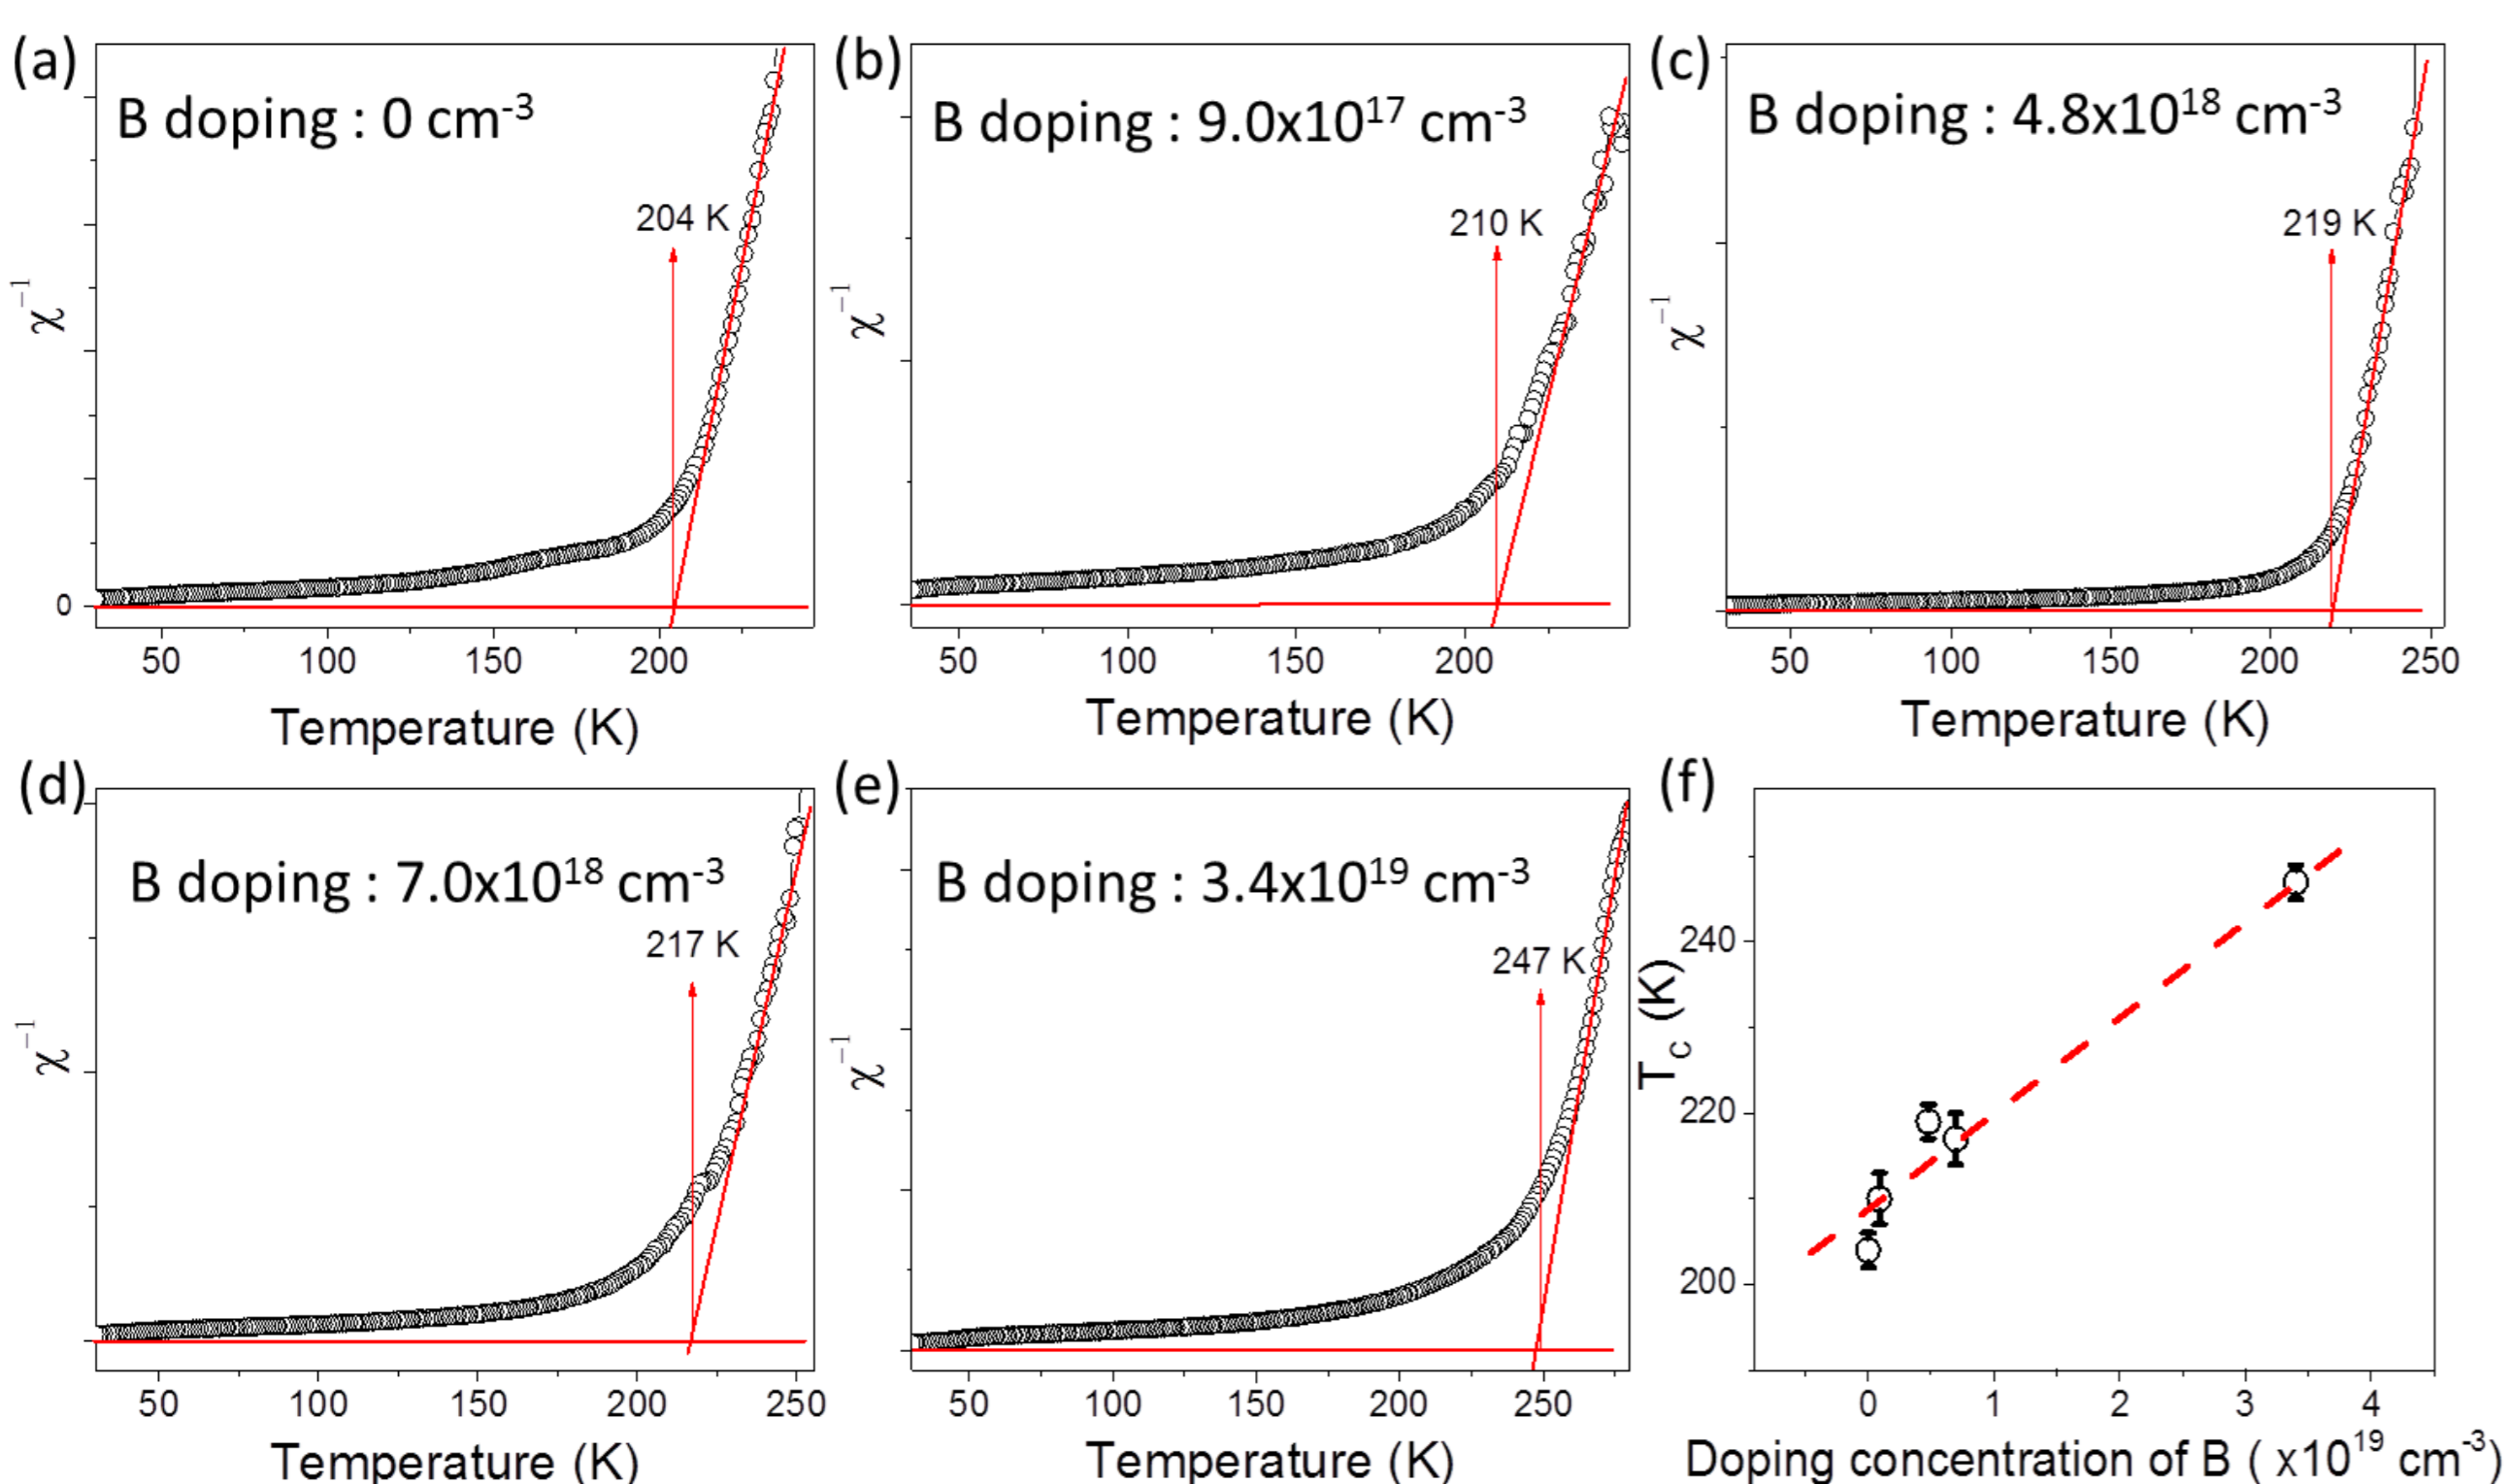 (a)
B doping : 0 cm⁻³
204 K
χ⁻¹
0
50 100 150 200
Temperature (K)
(b)
B doping : 9.0x10¹⁷ cm⁻³
210 K
χ⁻¹
50 100 150 200
Temperature (K)
(c)
B doping : 4.8x10¹⁸ cm⁻³
219 K
χ⁻¹
50 100 150 200 250
Temperature (K)
(d)
B doping : 7.0x10¹⁸ cm⁻³
217 K
χ⁻¹
50 100 150 200 250
Temperature (K)
(e)
B doping : 3.4x10¹⁹ cm⁻³
247 K
χ⁻¹
50 100 150 200 250
Temperature (K)
(f)
T_C (K)
240
220
200
0 1 2 3 4
Doping concentration of B ( x10¹⁹ cm⁻³)